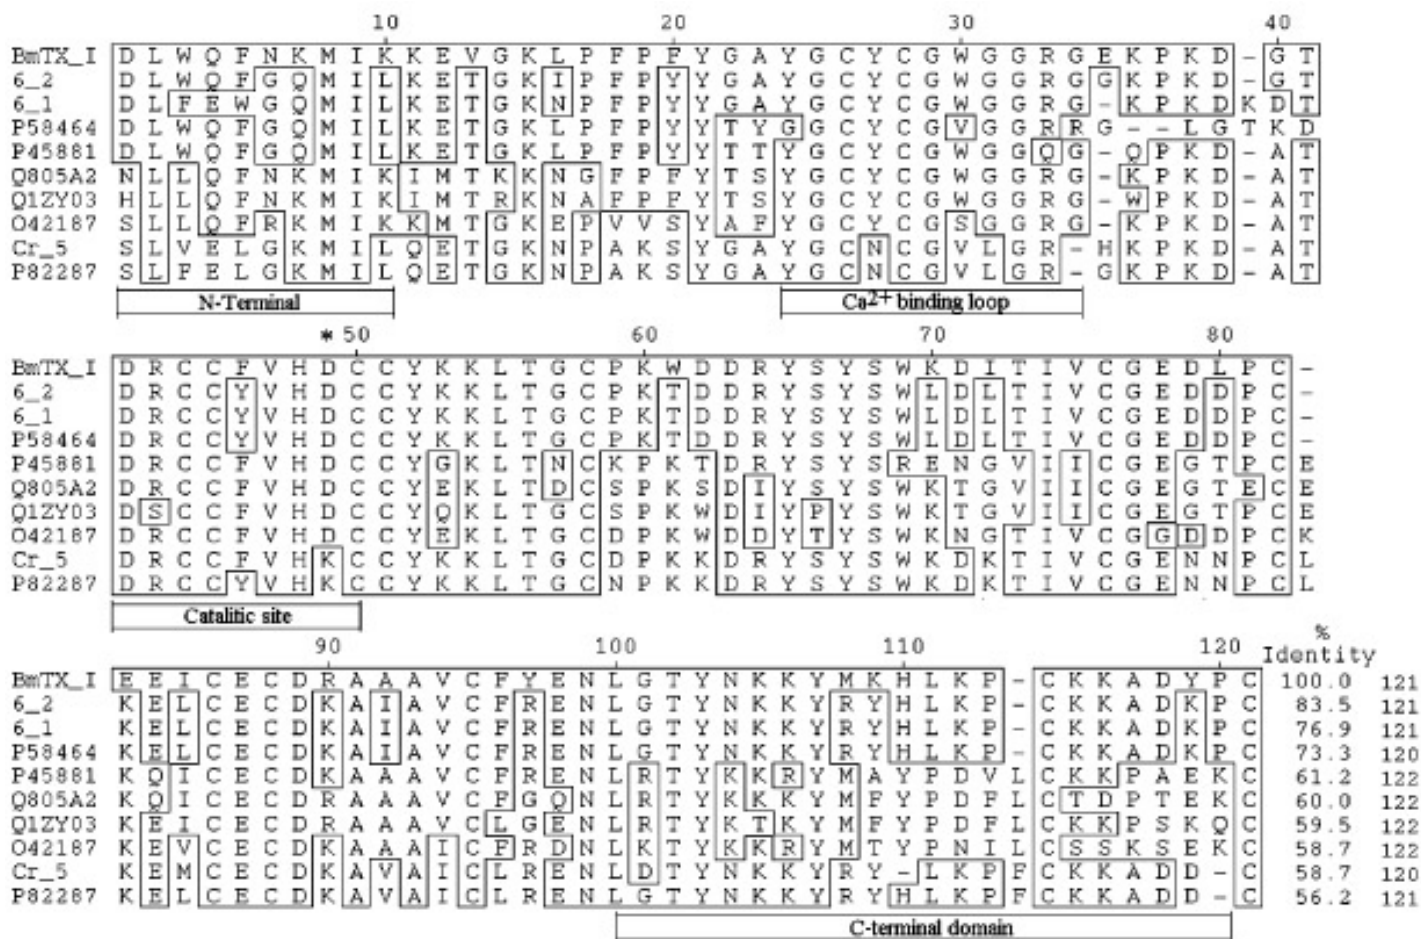 10 20 30 40
BmTX_I D L W Q F N K M I K K E V G K L P F P F Y G A Y G C Y C G W G G R G E K P K D - G T
6_2 D L W Q F G Q M I L K E T G K I P F P Y Y G A Y G C Y C G W G G R G G K P K D - G T
6_1 D L F E W G Q M I L K E T G K N P F P Y Y G A Y G C Y C G W G G R G - K P K D K D T
P58464 D L W Q F G Q M I L K E T G K L P F P Y Y T Y G G C Y C G V G G R R G - - L G T K D
P45881 D L W Q F G Q M I L K E T G K L P F P Y Y T T Y G C Y C G W G G Q G - Q P K D - A T
Q805A2 N L L Q F N K M I K I M T K K N G F P F Y T S Y G C Y C G W G G R G - K P K D - A T
Q1ZY03 H L L Q F N K M I K I M T R K N A F P F Y T S Y G C Y C G W G G R G - W P K D - A T
O42187 S L L Q F R K M I K K M T G K E P V V S Y A F Y G C Y C G S G G R G - K P K D - A T
Cr_5 S L V E L G K M I L Q E T G K N P A K S Y G A Y G C N C G V L G R - H K P K D - A T
P82287 S L F E L G K M I L Q E T G K N P A K S Y G A Y G C N C G V L G R - G K P K D - A T
N-Terminal Ca2+ binding loop
* 50 60 70 80
BmTX_I D R C C F V H D C C Y K K L T G C P K W D D R Y S Y S W K D I T I V C G E D L P C -
6_2 D R C C Y V H D C C Y K K L T G C P K T D D R Y S Y S W L D L T I V C G E D D P C -
6_1 D R C C Y V H D C C Y K K L T G C P K T D D R Y S Y S W L D L T I V C G E D D P C -
P58464 D R C C Y V H D C C Y K K L T G C P K T D D R Y S Y S W L D L T I V C G E D D P C -
P45881 D R C C F V H D C C Y G K L T N C K P K T D R Y S Y S R E N G V I I C G E G T P C E
Q805A2 D R C C F V H D C C Y E K L T D C S P K S D I Y S Y S W K T G V I I C G E G T E C E
Q1ZY03 D S C C F V H D C C Y Q K L T G C S P K W D I Y P Y S W K T G V I I C G E G T P C E
O42187 D R C C F V H D C C Y E K L T G C D P K W D D Y T Y S W K N G T I V C G G D D P C K
Cr_5 D R C C F V H K C C Y K K L T G C D P K K D R Y S Y S W K D K T I V C G E N N P C L
P82287 D R C C Y V H K C C Y K K L T G C N P K K D R Y S Y S W K D K T I V C G E N N P C L
Catalitic site
90 100 110 120 % Identity
BmTX_I E E I C E C D R A A A V C F Y E N L G T Y N K K Y M K H L K P - C K K A D Y P C 100.0 121
6_2 K E L C E C D K A I A V C F R E N L G T Y N K K Y R Y H L K P - C K K A D K P C 83.5 121
6_1 K E L C E C D K A I A V C F R E N L G T Y N K K Y R Y H L K P - C K K A D K P C 76.9 121
P58464 K E L C E C D K A I A V C F R E N L G T Y N K K Y R Y H L K P - C K K A D K P C 73.3 120
P45881 K Q I C E C D K A A A V C F R E N L R T Y K K R Y M A Y P D V L C K K P A E K C 61.2 122
Q805A2 K Q I C E C D R A A A V C F G Q N L R T Y K K K Y M F Y P D F L C T D P T E K C 60.0 122
Q1ZY03 K E I C E C D R A A A V C L G E N L R T Y K T K Y M F Y P D F L C K K P S K Q C 59.5 122
O42187 K E V C E C D K A A A I C F R D N L K T Y K K R Y M T Y P N I L C S S K S E K C 58.7 122
Cr_5 K E M C E C D K A V A I C L R E N L D T Y N K K Y R Y - L K P F C K K A D D - C 58.7 120
P82287 K E L C E C D K A V A I C L R E N L G T Y N K K Y R Y H L K P F C K K A D D - C 56.2 121
C-terminal domain